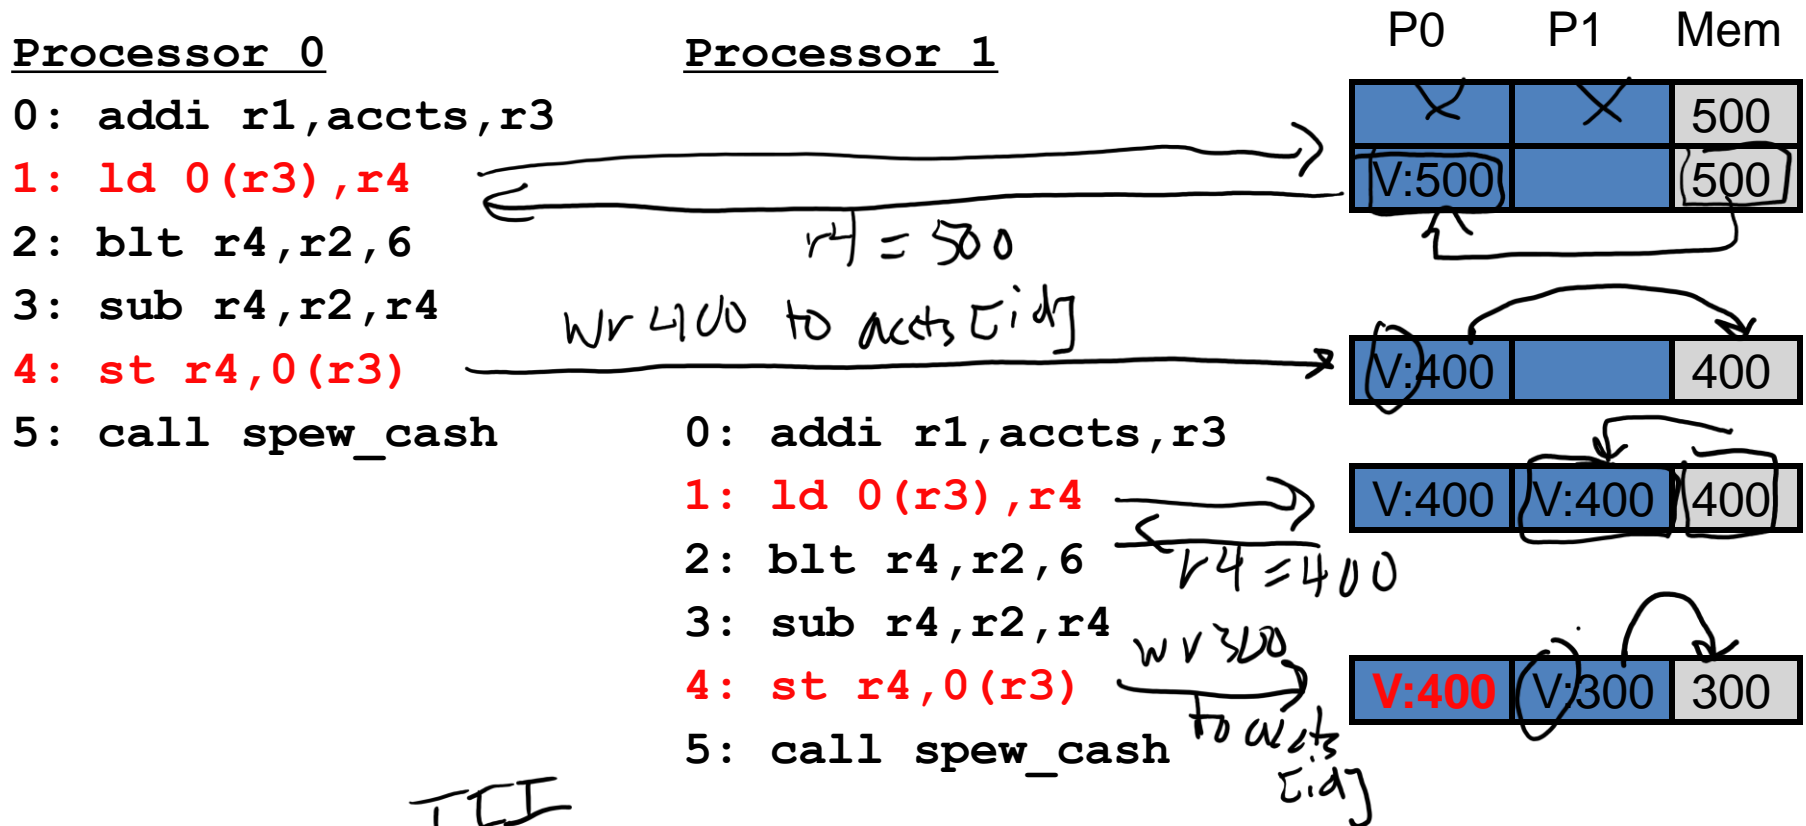 Processor 0 Processor 1 P0 P1 Mem
0: addi r1,accts,r3 X X 500
1: ld 0(r3),r4 V:500 500
2: blt r4,r2,6 r4 = 500
3: sub r4,r2,r4 Wr 400 to accts [id]
4: st r4,0(r3) V:400 400
5: call spew_cash 0: addi r1,accts,r3
1: ld 0(r3),r4 V:400 V:400 400
2: blt r4,r2,6 r4 = 400
3: sub r4,r2,r4 wr 300
4: st r4,0(r3) V:400 V:300 300
to accts
5: call spew_cash
[id]